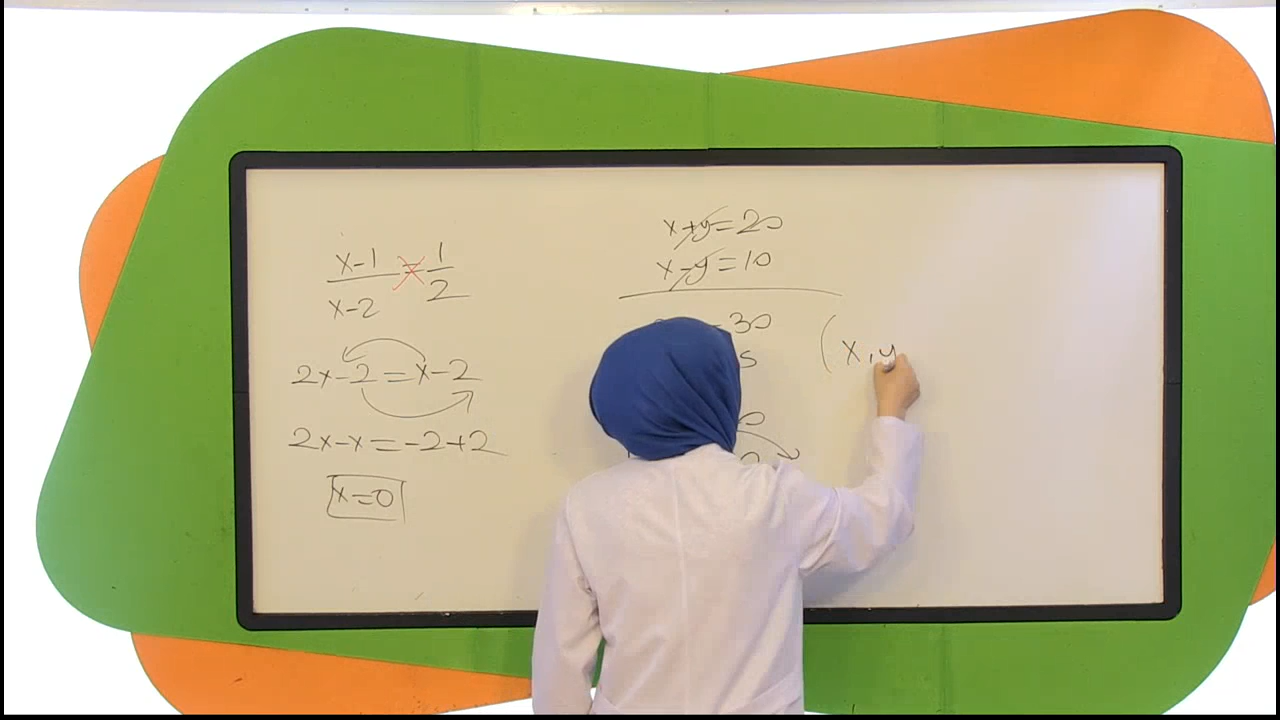 x-1 = 1
x-2 2
2x-2=x-2
2x-x=-2+2
x=0
x+y=20
x-y=10
30
(x,y